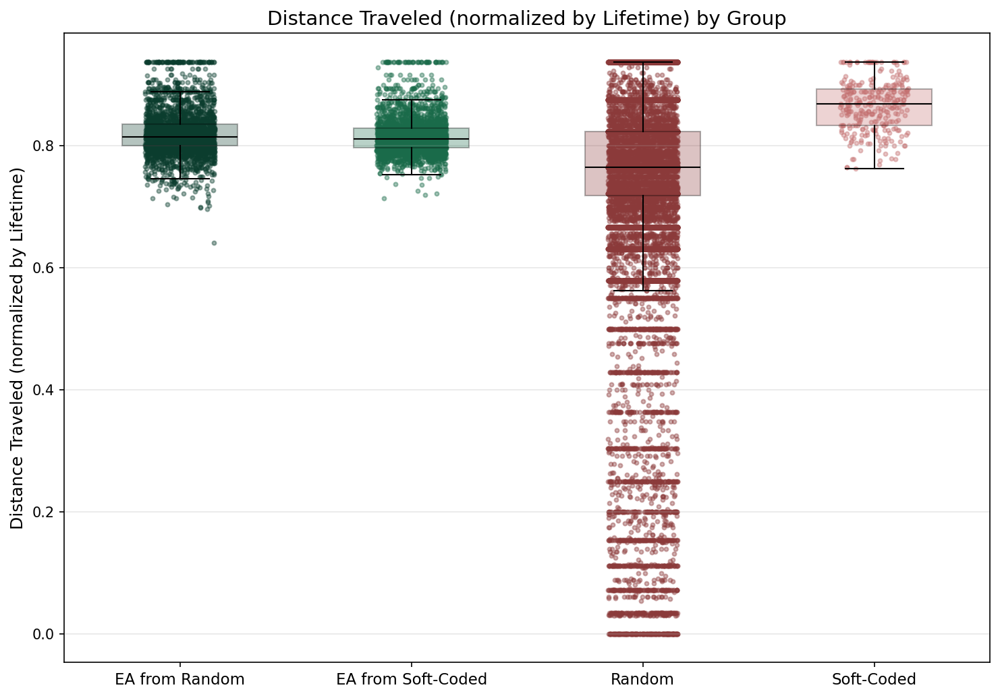 Distance Traveled (normalized by Lifetime) by Group
Distance Traveled (normalized by Lifetime)
0.8
0.6
0.4
0.2
0.0
EA from Random
EA from Soft-Coded
Random
Soft-Coded